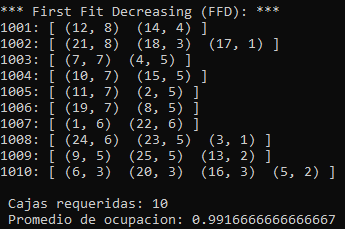 *** First Fit Decreasing (FFD): ***
1001: [ (12, 8)  (14, 4) ]
1002: [ (21, 8)  (18, 3)  (17, 1) ]
1003: [ (7, 7)  (4, 5) ]
1004: [ (10, 7)  (15, 5) ]
1005: [ (11, 7)  (2, 5) ]
1006: [ (19, 7)  (8, 5) ]
1007: [ (1, 6)  (22, 6) ]
1008: [ (24, 6)  (23, 5)  (3, 1) ]
1009: [ (9, 5)  (25, 5)  (13, 2) ]
1010: [ (6, 3)  (20, 3)  (16, 3)  (5, 2) ]
Cajas requeridas: 10
Promedio de ocupacion: 0.9916666666666667